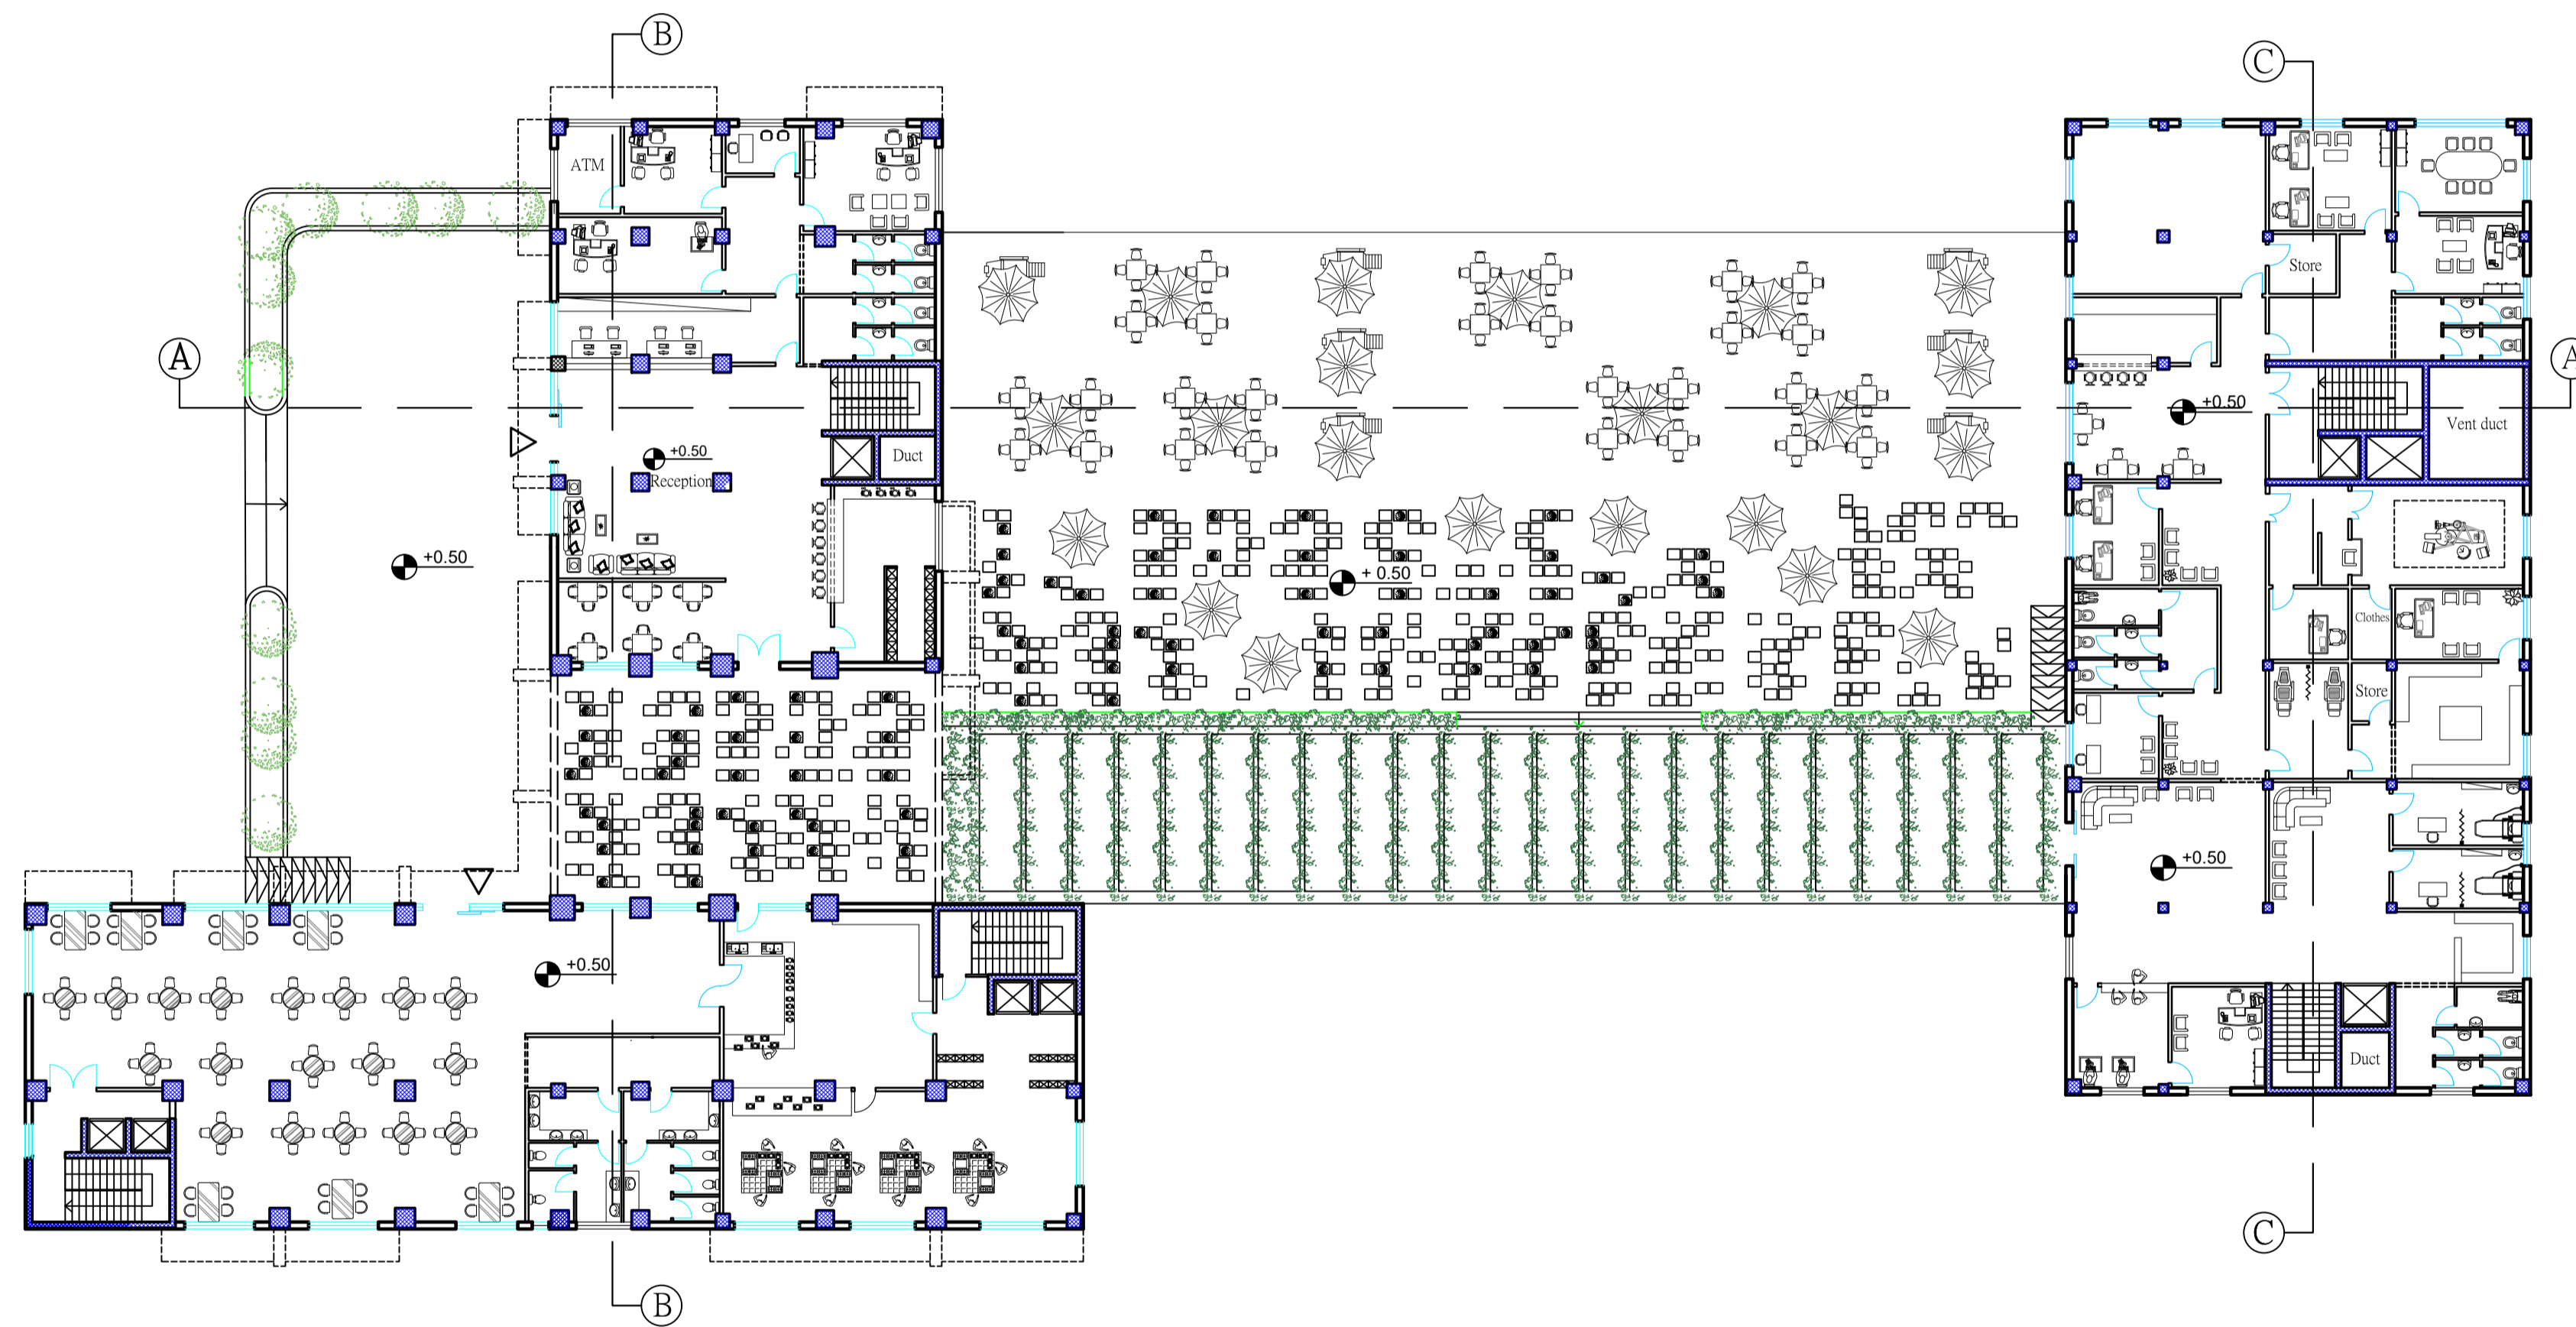 B
C
ATM
Store
A
A
+0.50
Vent duct
+0.50
Duct
Reception
+0.50
+ 0.50
Clothes
Store
+0.50
+0.50
Duct
C
B